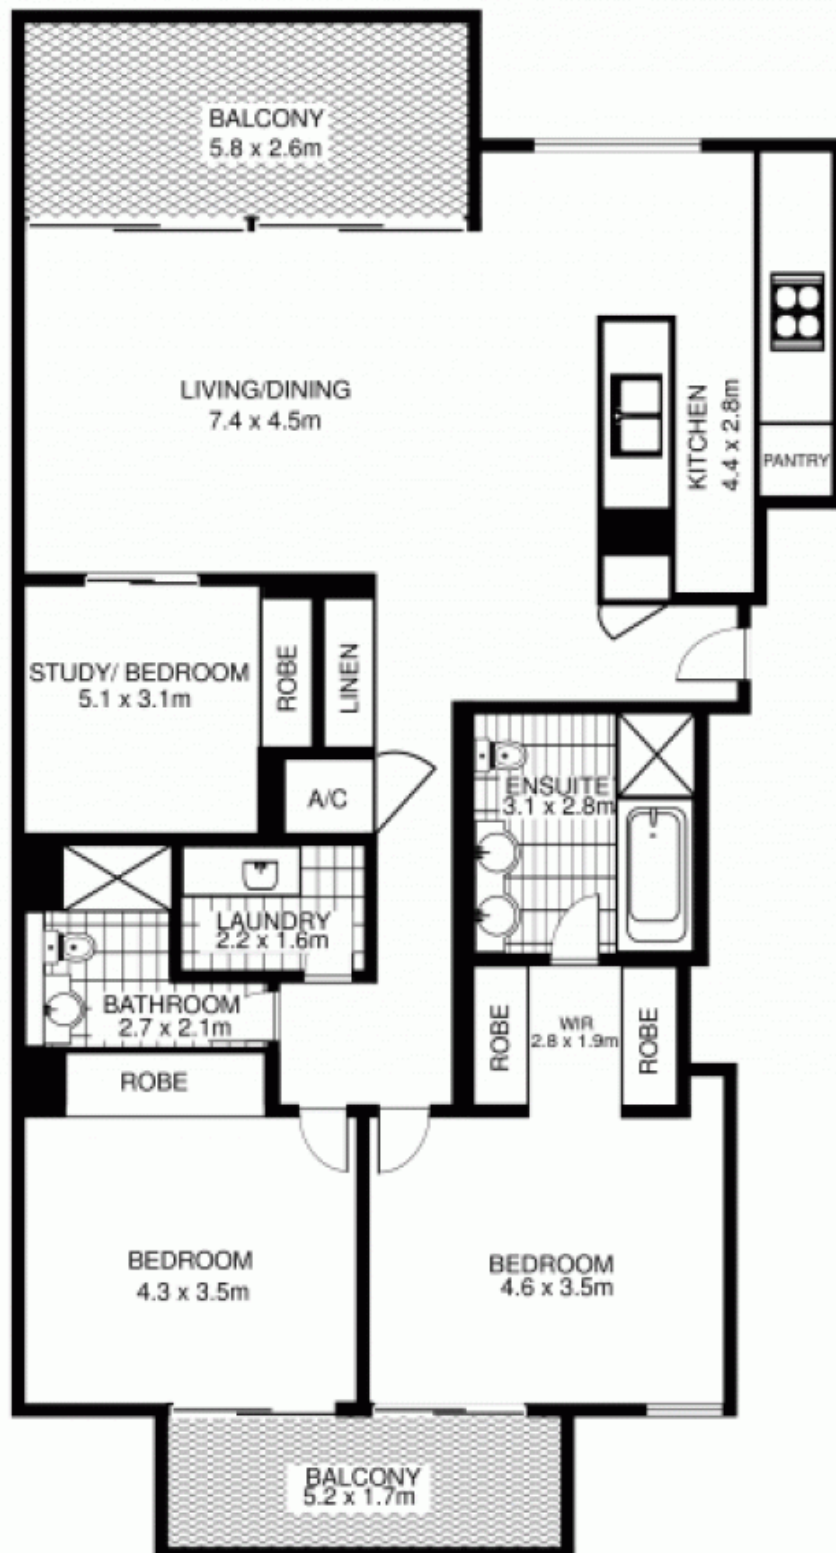 BALCONY
5.8 x 2.6m
LIVING/DINING
7.4 x 4.5m
KITCHEN
4.4 x 2.8m
PANTRY
STUDY/ BEDROOM
5.1 x 3.1m
ROBE
LINEN
A/C
ENSUITE
3.1 x 2.8m
LAUNDRY
2.2 x 1.6m
BATHROOM
2.7 x 2.1m
ROBE
ROBE
WIR
2.8 x 1.9m
ROBE
BEDROOM
4.3 x 3.5m
BEDROOM
4.6 x 3.5m
BALCONY
5.2 x 1.7m